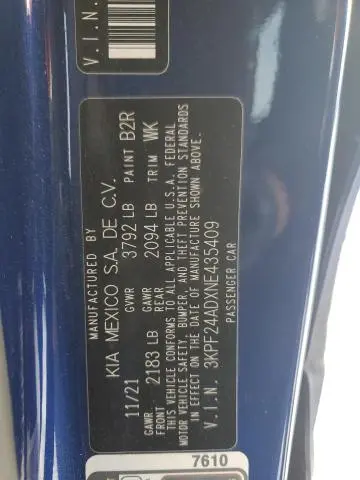 V.I.N.
MANUFACTURED BY
KIA MEXICO S.A. DE C.V.
11/21 GVWR 3792 LB PAINT B2R
GAWR FRONT 2183 LB GAWR REAR 2094 LB TRIM WK
THIS VEHICLE CONFORMS TO ALL APPLICABLE U.S.A. FEDERAL
MOTOR VEHICLE SAFETY, BUMPER, AND THEFT PREVENTION STANDARDS
IN EFFECT ON THE DATE OF MANUFACTURE SHOWN ABOVE.
V.I.N. 3KPF24ADXNE435409
PASSENGER CAR
7610